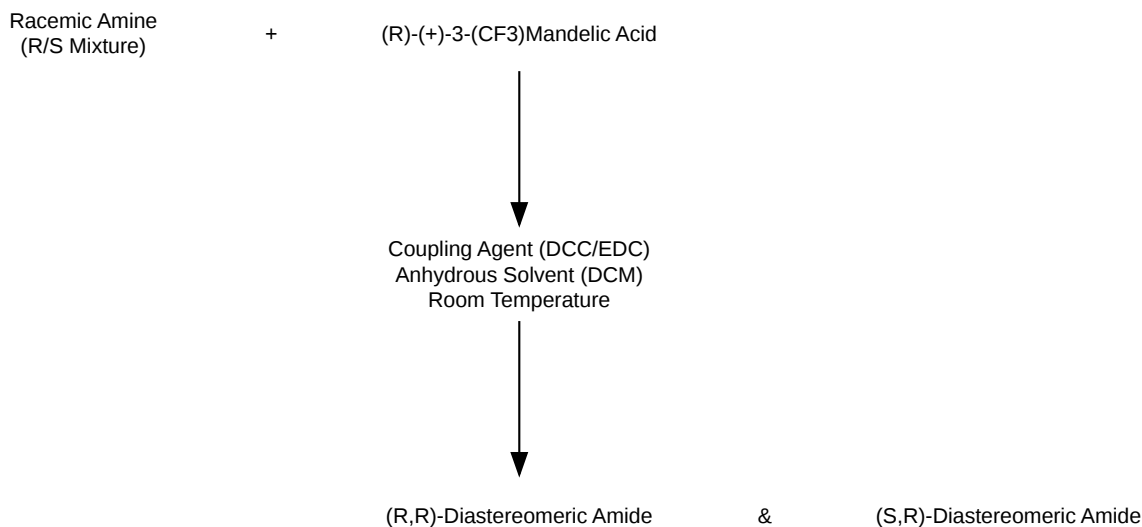 Racemic Amine
(R/S Mixture)
+
(R)-(+)-3-(CF3)Mandelic Acid
Coupling Agent (DCC/EDC)
Anhydrous Solvent (DCM)
Room Temperature
(R,R)-Diastereomeric Amide
&
(S,R)-Diastereomeric Amide